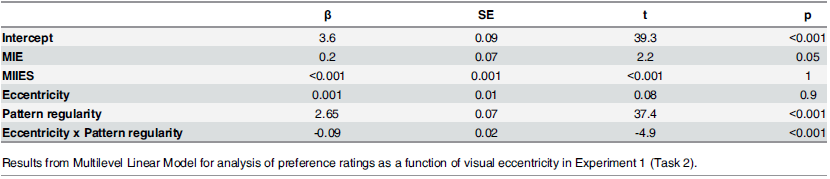 β SE t p
Intercept 3.6 0.09 39.3 <0.001
MIE 0.2 0.07 2.2 0.05
MIIES <0.001 0.001 <0.001 1
Eccentricity 0.001 0.01 0.08 0.9
Pattern regularity 2.65 0.07 37.4 <0.001
Eccentricity x Pattern regularity -0.09 0.02 -4.9 <0.001
Results from Multilevel Linear Model for analysis of preference ratings as a function of visual eccentricity in Experiment 1 (Task 2).